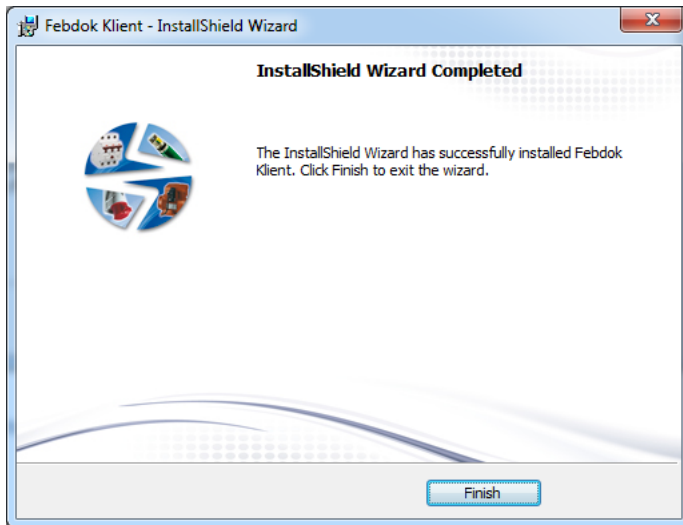 Febdok Klient - InstallShield Wizard
InstallShield Wizard Completed
The InstallShield Wizard has successfully installed Febdok
Klient. Click Finish to exit the wizard.
Finish